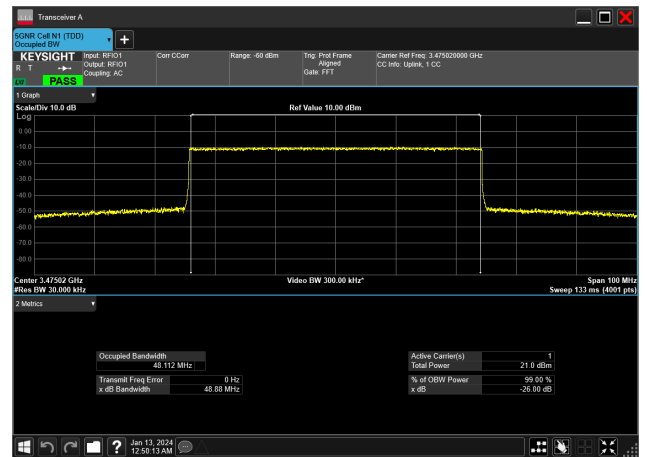 Transceiver A
5GNR Cell N1 (TDD)
Occupied BW
KEYSIGHT
R T
LW
PASS
Input: RFIO1
Output: RFIO1
Coupling: AC
Corr CCorr
Range: -60 dBm
Trig: Prot Frame
Aligned
Gate: FFT
Carrier Ref Freq: 3.475020000 GHz
CC Info: Uplink, 1 CC
1 Graph
Scale/Div 10.0 dB
Ref Value 10.00 dBm
Log
0.00
-10.0
-20.0
-30.0
-40.0
-50.0
-60.0
-70.0
-80.0
Center 3.47502 GHz
Video BW 300.00 kHz*
Span 100 MHz
#Res BW 30.000 kHz
Sweep 133 ms (4001 pts)
2 Metrics
Occupied Bandwidth
48.112 MHz
Transmit Freq Error 0 Hz
x dB Bandwidth 48.88 MHz
Active Carrier(s) 1
Total Power 21.0 dBm
% of OBW Power 99.00 %
x dB -26.00 dB
Jan 13, 2024
12:50:13 AM